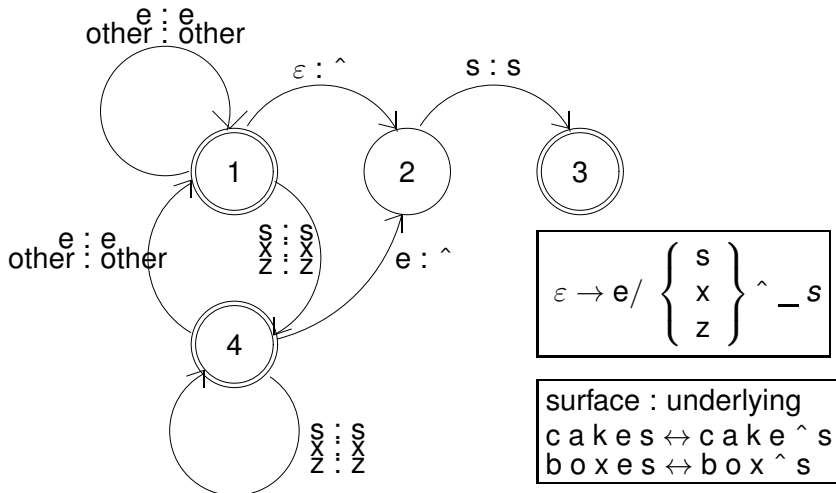 e : e
other : other
ε : ˆ
s : s
1
2
3
e : e
other : other
s : s
x : x
z : z
e : ˆ
4
s : s
x : x
z : z
s
ε → e/ { x } ˆ _ s
z
surface : underlying
c a k e s ↔ c a k e ˆ s
b o x e s ↔ b o x ˆ s